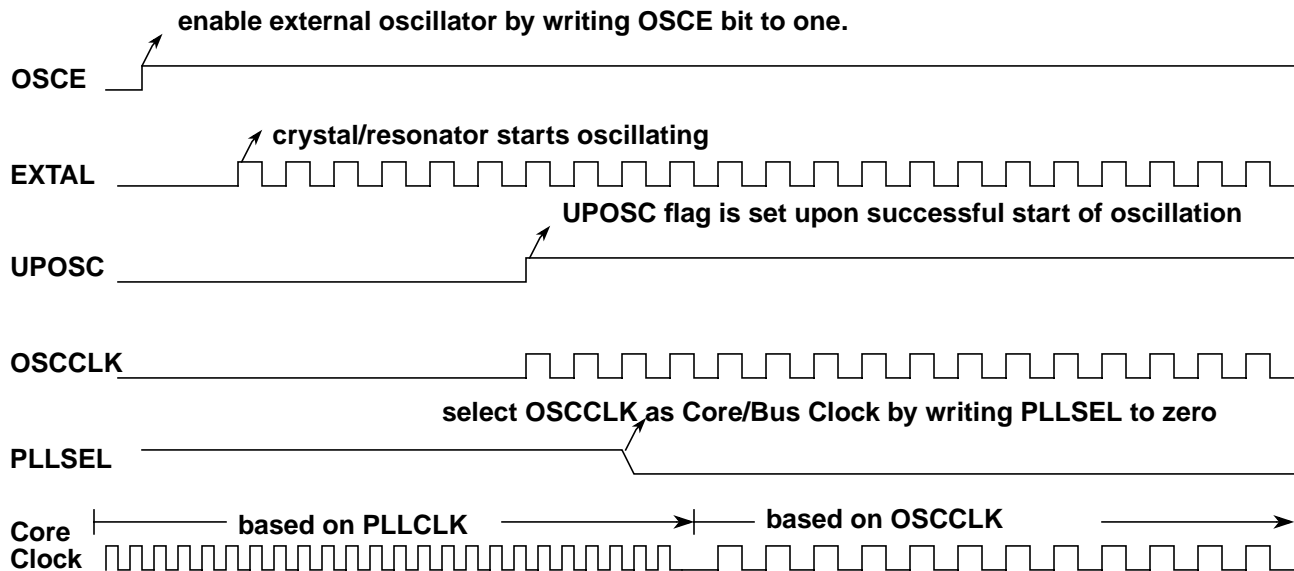 enable external oscillator by writing OSCE bit to one.
OSCE
crystal/resonator starts oscillating
EXTAL
UPOSC flag is set upon successful start of oscillation
UPOSC
OSCCLK
select OSCCLK as Core/Bus Clock by writing PLLSEL to zero
PLLSEL
based on PLLCLK
based on OSCCLK
Core
Clock